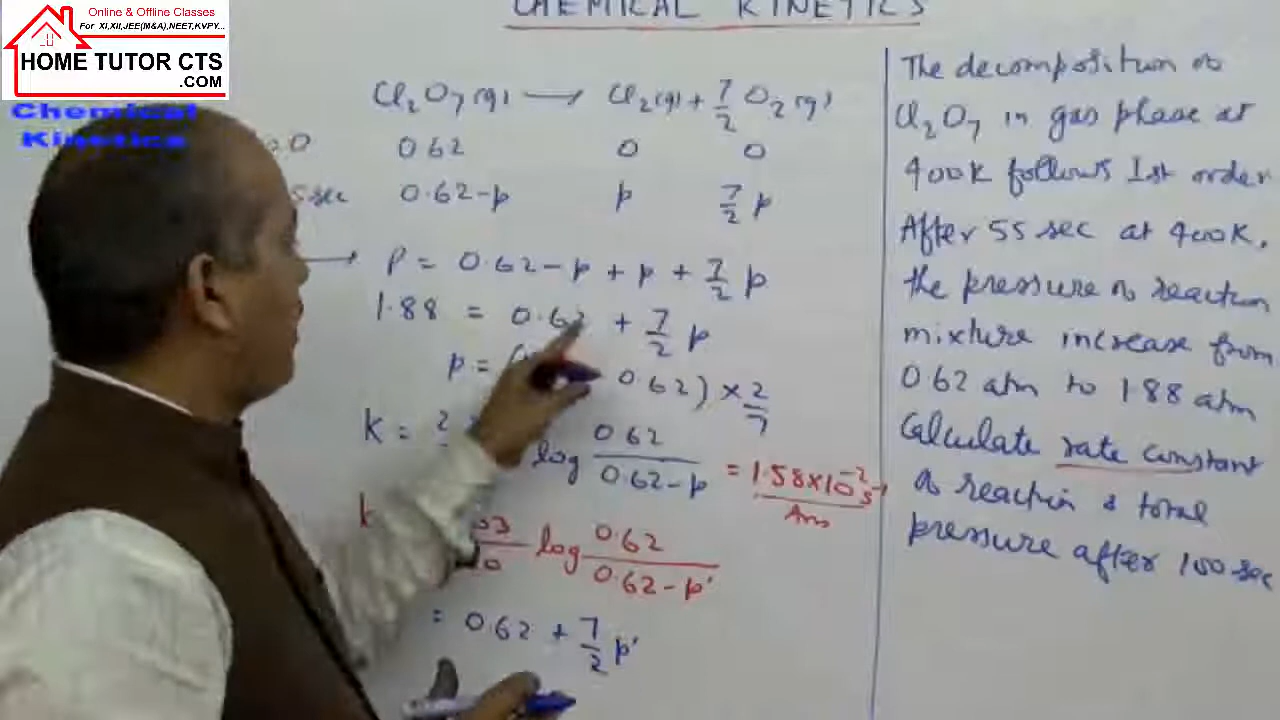 CHEMICAL KINETICS
Online & Offline Classes
For XI,XII,JEE(M&A),NEET,KVPY...
HOME TUTOR CTS
.COM
Chemical
Kinetics
Cl₂O₇(g) → Cl₂(g) + 7/2 O₂(g)
0 0.62 0 0
sec 0.62-p p 7/2 p
→ P = 0.62 - p + p + 7/2 p
1.88 = 0.62 + 7/2 p
p = ( 0.62) × 2/7
k = log 0.62/0.62-p = 1.58×10⁻² s⁻
Ans
k log 0.62/0.62-p'
= 0.62 + 7/2 p'
The decomposition of
Cl₂O₇ in gas phase at
400K follows 1st order
After 55 sec at 400K,
the pressure of reaction
mixture increase from
0.62 atm to 1.88 atm
Calculate rate constant
of reaction & total
pressure after 100 sec